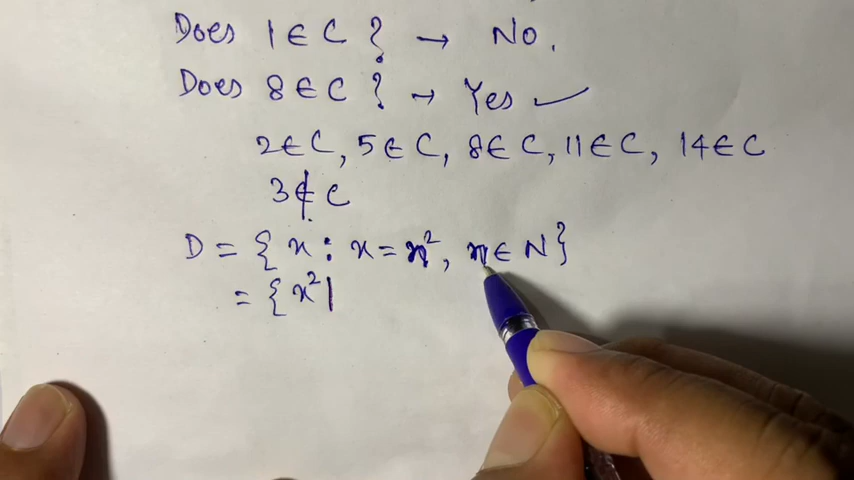 Does 1 ∈ C ? → No.
Does 8 ∈ C ? → Yes ✓
2 ∈ C, 5 ∈ C, 8 ∈ C, 11 ∈ C, 14 ∈ C
3 ∉ C
D = { x : x = n², n ∈ N }
= { x² |